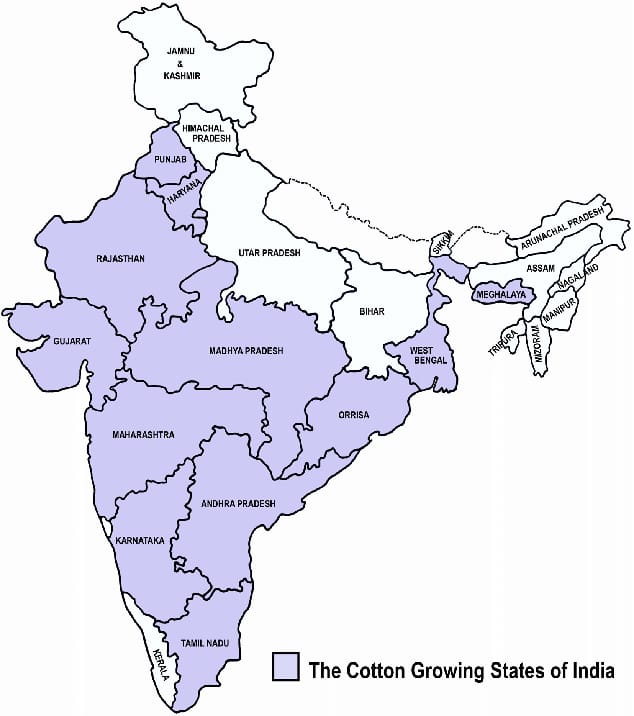 JAMNU
&
KASHMIR
HIMACHAL
PRADESH
PUNJAB
HARYANA
RAJASTHAN
UTAR PRADESH
SIKKIM
ARUNACHAL PRADESH
ASSAM
NAGALAND
MEGHALAYA
MANIPUR
TRIPURA
MIZORAM
BIHAR
GUJARAT
MADHYA PRADESH
WEST
BENGAL
ORRISA
MAHARASHTRA
ANDHRA PRADESH
KARNATAKA
TAMIL NADU
KERALA
The Cotton Growing States of India